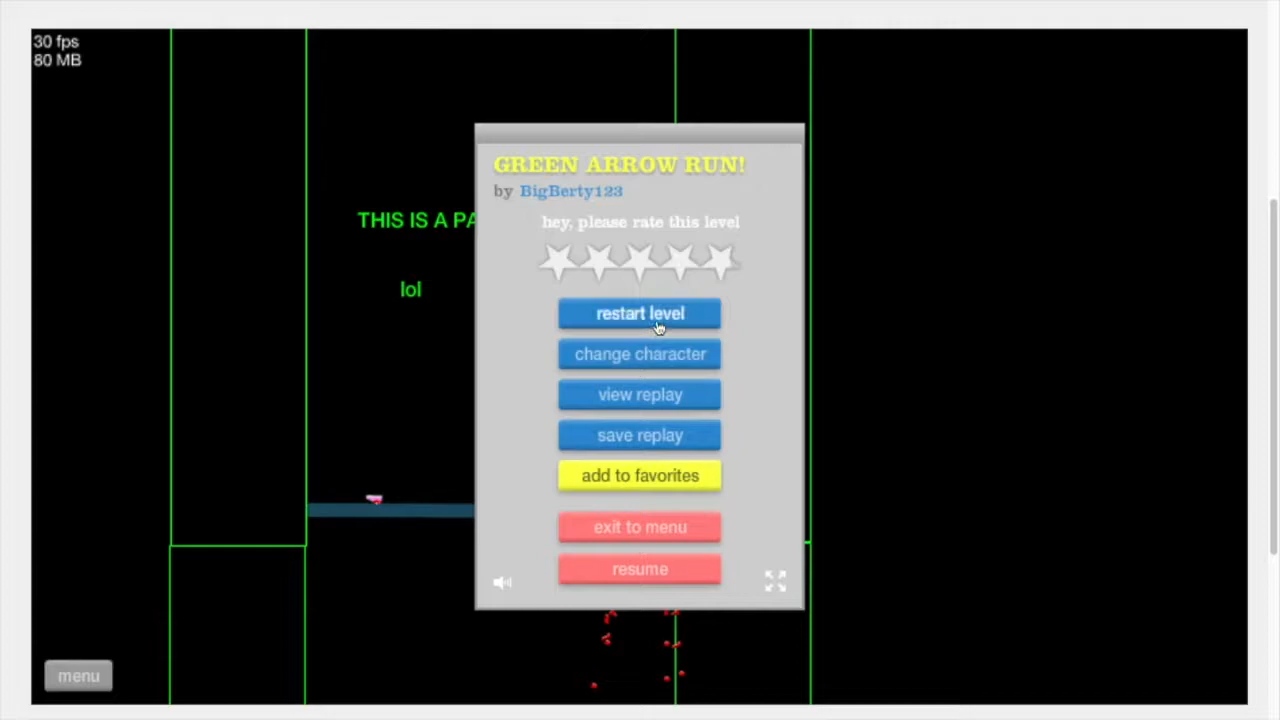 30 fps
80 MB
GREEN ARROW RUN!
by BigBerty123
THIS IS A PA
hey, please rate this level
lol
restart level
change character
view replay
save replay
add to favorites
exit to menu
resume
menu